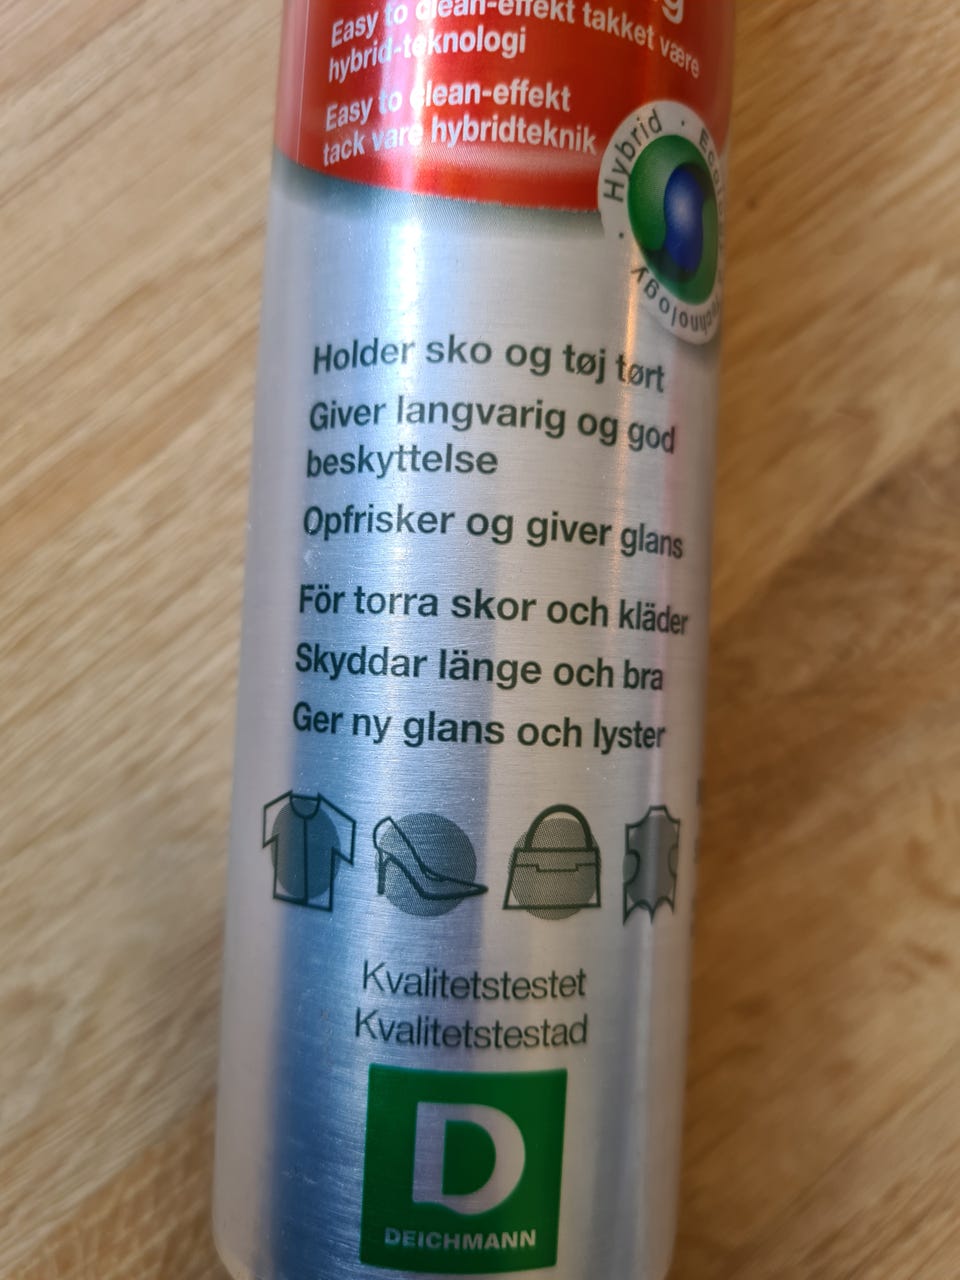 Easy to clean-effekt takket være
hybrid-teknologi
Easy to clean-effekt
tack vare hybridteknik
Hybrid · Technology ·
Holder sko og tøj tørt
Giver langvarig og god
beskyttelse
Opfrisker og giver glans
För torra skor och kläder
Skyddar länge och bra
Ger ny glans och lyster
Kvalitetstestet
Kvalitetstestad
D
DEICHMANN